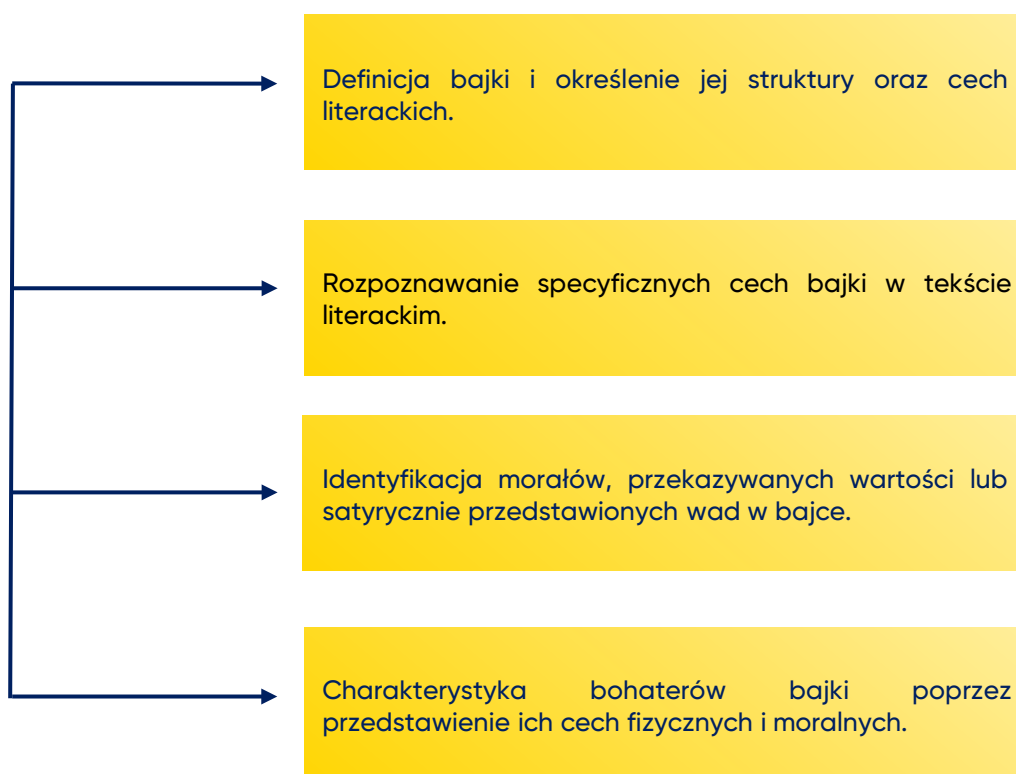 Definicja bajki i określenie jej struktury oraz cech
literackich.
Rozpoznawanie specyficznych cech bajki w tekście
literackim.
Identyfikacja morałów, przekazywanych wartości lub
satyrycznie przedstawionych wad w bajce.
Charakterystyka bohaterów bajki poprzez
przedstawienie ich cech fizycznych i moralnych.